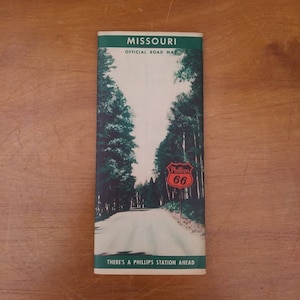 MISSOURI
OFFICIAL ROAD MAP
Phillips
66
THERE'S A PHILLIPS STATION AHEAD